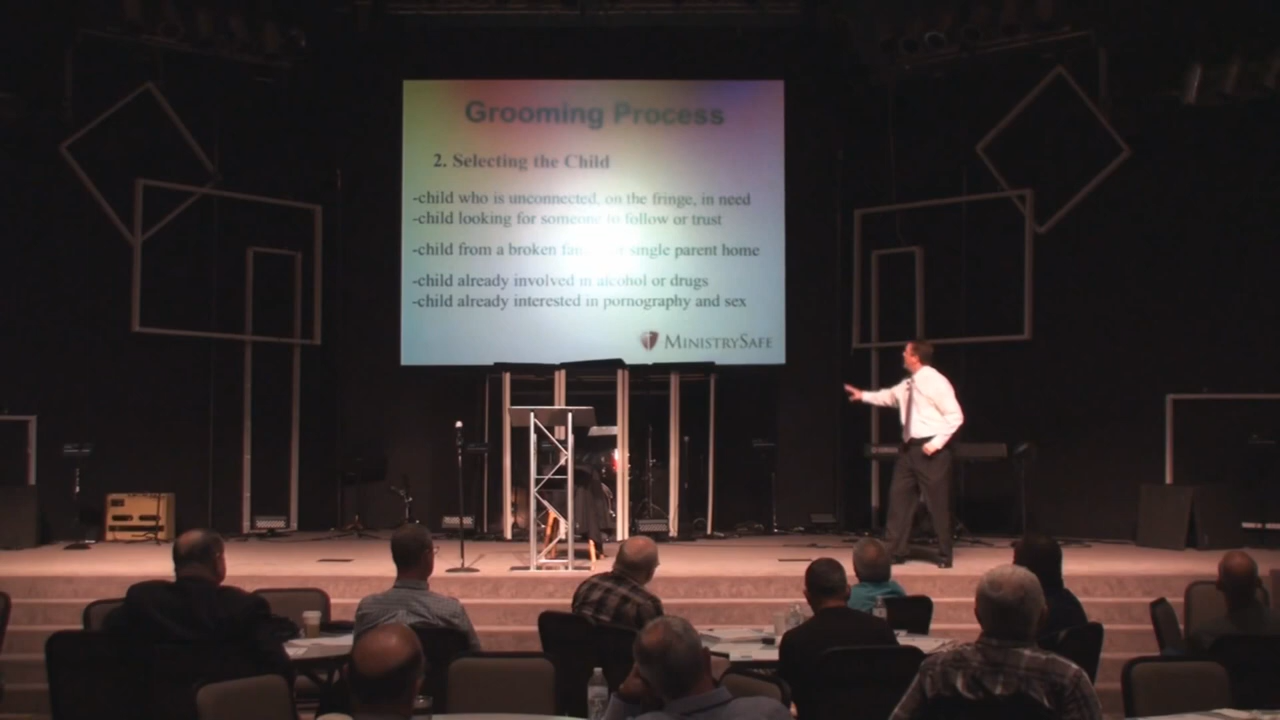 Grooming Process
2. Selecting the Child
-child who is unconnected, on the fringe, in need
-child looking for someone to follow or trust
-child from a broken single parent home
-child already involved in alcohol or drugs
-child already interested in pornography and sex
MINISTRYSAFE